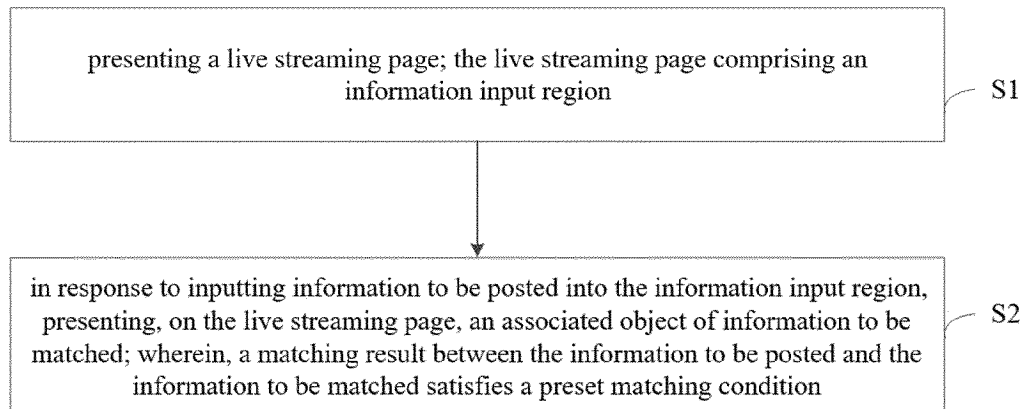 presenting a live streaming page; the live streaming page comprising an
information input region
S1
in response to inputting information to be posted into the information input region,
presenting, on the live streaming page, an associated object of information to be
matched; wherein, a matching result between the information to be posted and the
information to be matched satisfies a preset matching condition
S2